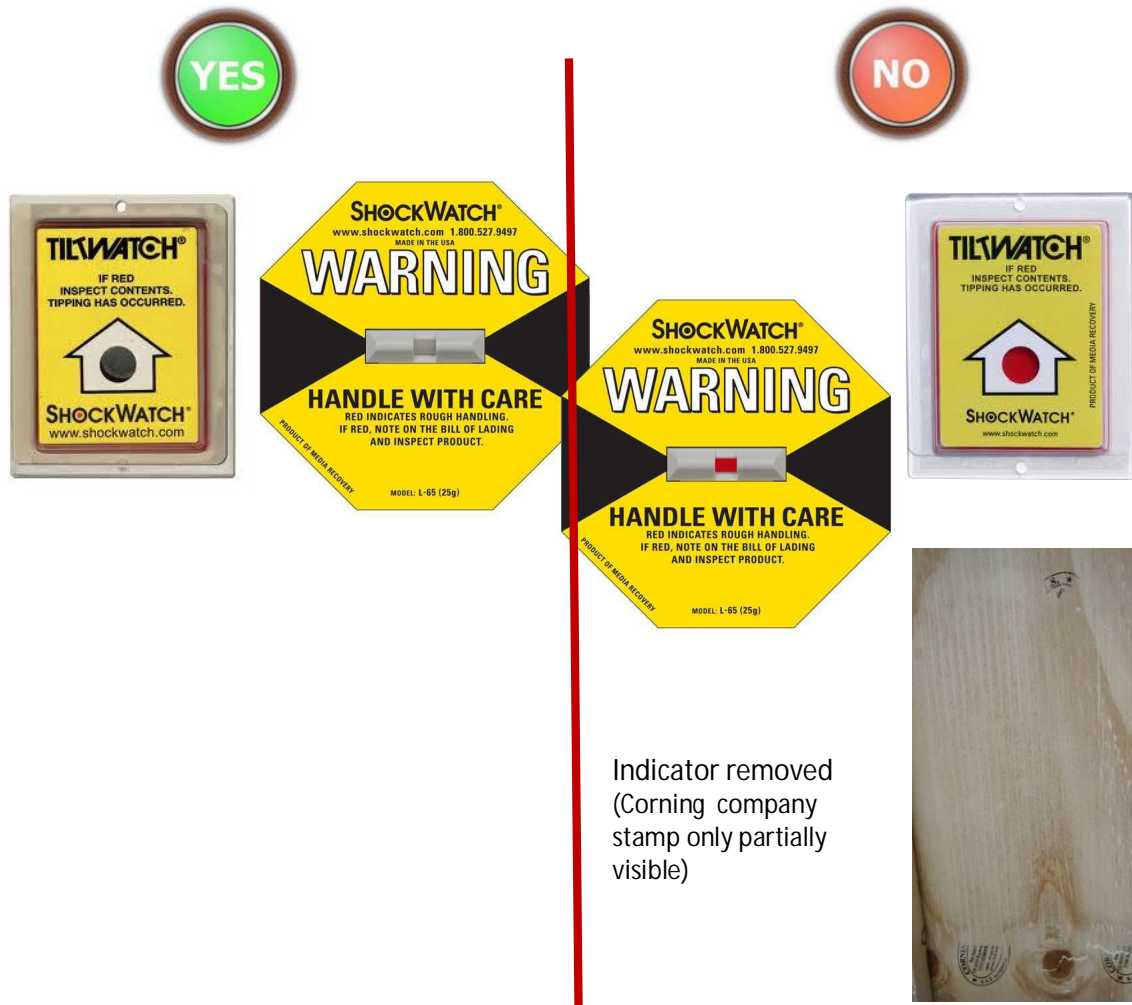 YES
NO
TILTWATCH®
IF RED
INSPECT CONTENTS.
TIPPING HAS OCCURRED.
SHOCKWATCH®
www.shockwatch.com
SHOCKWATCH®
www.shockwatch.com 1.800.527.9497
MADE IN THE USA
WARNING
HANDLE WITH CARE
RED INDICATES ROUGH HANDLING.
IF RED, NOTE ON THE BILL OF LADING
AND INSPECT PRODUCT.
PRODUCT OF MEDIA RECOVERY
MODEL: L-65 (25g)
SHOCKWATCH®
www.shockwatch.com 1.800.527.9497
MADE IN THE USA
WARNING
HANDLE WITH CARE
RED INDICATES ROUGH HANDLING.
IF RED, NOTE ON THE BILL OF LADING
AND INSPECT PRODUCT.
PRODUCT OF MEDIA RECOVERY
MODEL: L-65 (25g)
TILTWATCH®
IF RED
INSPECT CONTENTS.
TIPPING HAS OCCURRED.
PRODUCT OF MEDIA RECOVERY
SHOCKWATCH®
www.shockwatch.com
Indicator removed
(Corning company
stamp only partially
visible)